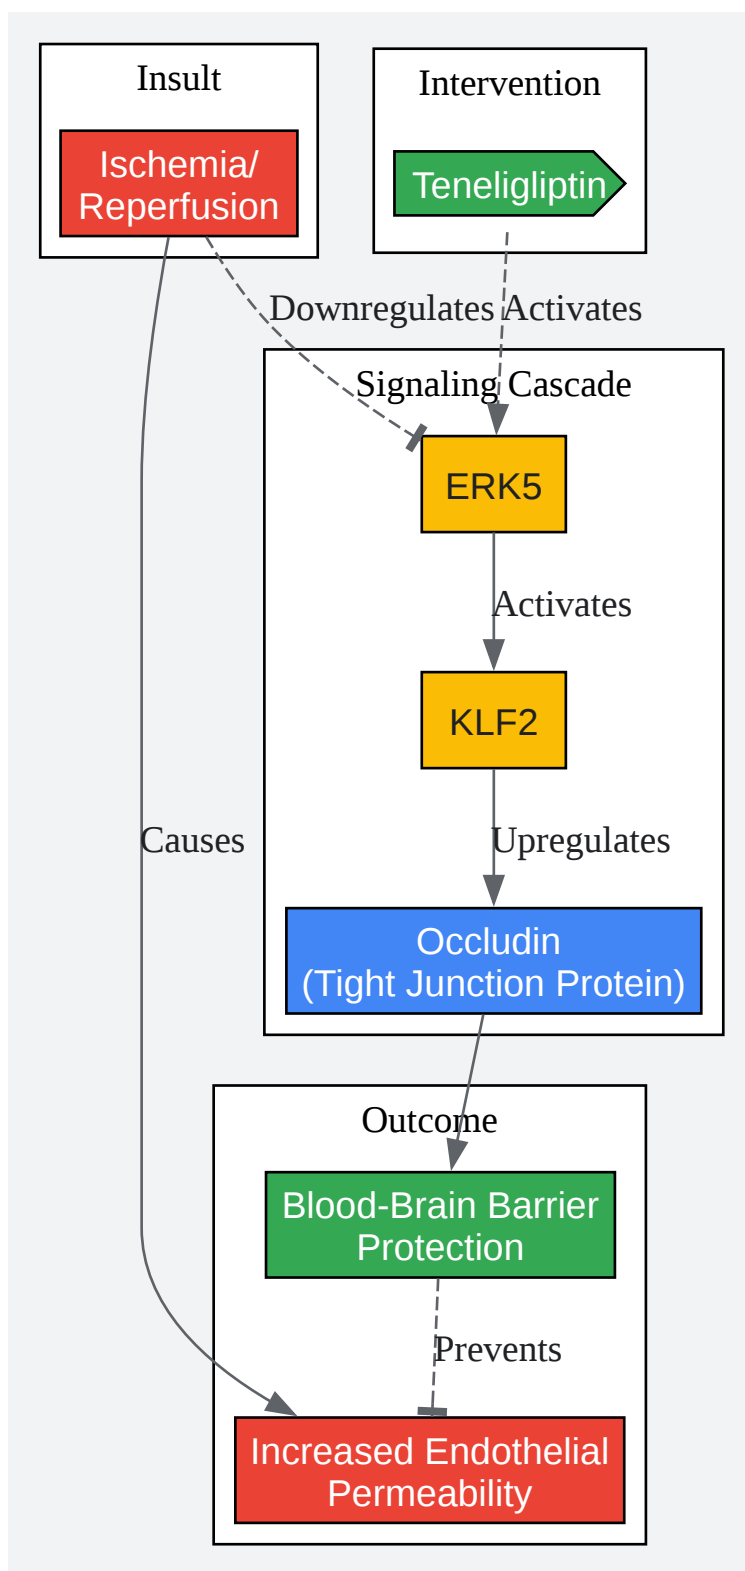 Insult
Intervention
Ischemia/
Reperfusion
Teneligliptin
Downregulates
Activates
Signaling Cascade
ERK5
Activates
KLF2
Causes
Upregulates
Occludin
(Tight Junction Protein)
Outcome
Blood-Brain Barrier
Protection
Prevents
Increased Endothelial
Permeability